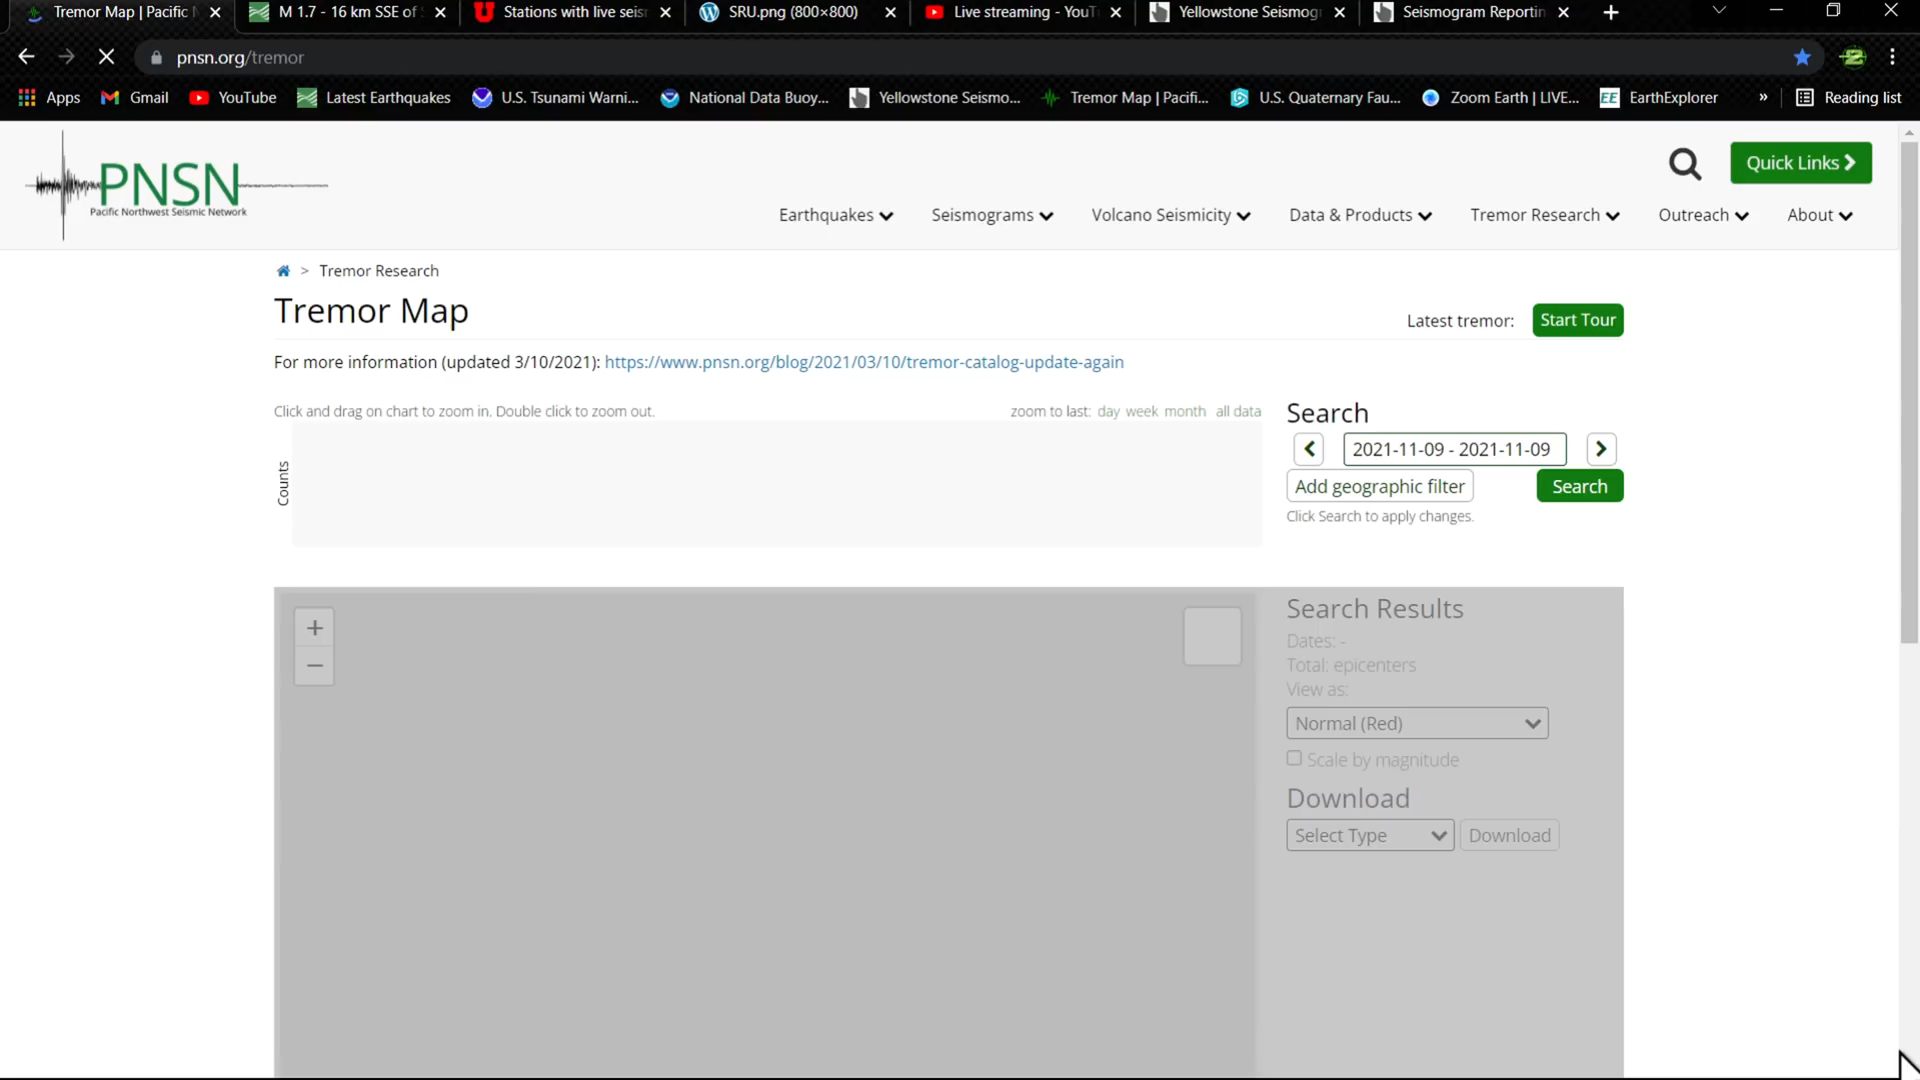 Tremor Map | Pacific
M 1.7 - 16 km SSE of
Stations with live seis
SRU.png (800×800)
Live streaming - YouT
Yellowstone Seismog
Seismogram Reportin
pnsn.org/tremor
Apps
Gmail
YouTube
Latest Earthquakes
U.S. Tsunami Warni...
National Data Buoy...
Yellowstone Seismo...
Tremor Map | Pacifi...
U.S. Quaternary Fau...
Zoom Earth | LIVE...
EE EarthExplorer
»
Reading list
PNSN
Pacific Northwest Seismic Network
Quick Links
Earthquakes
Seismograms
Volcano Seismicity
Data & Products
Tremor Research
Outreach
About
> Tremor Research
Tremor Map
Latest tremor:
Start Tour
For more information (updated 3/10/2021): https://www.pnsn.org/blog/2021/03/10/tremor-catalog-update-again
Click and drag on chart to zoom in. Double click to zoom out.
zoom to last: day week month all data
Counts
Search
2021-11-09 - 2021-11-09
Add geographic filter
Search
Click Search to apply changes.
+
−
Search Results
Dates: -
Total: epicenters
View as:
Normal (Red)
Scale by magnitude
Download
Select Type
Download